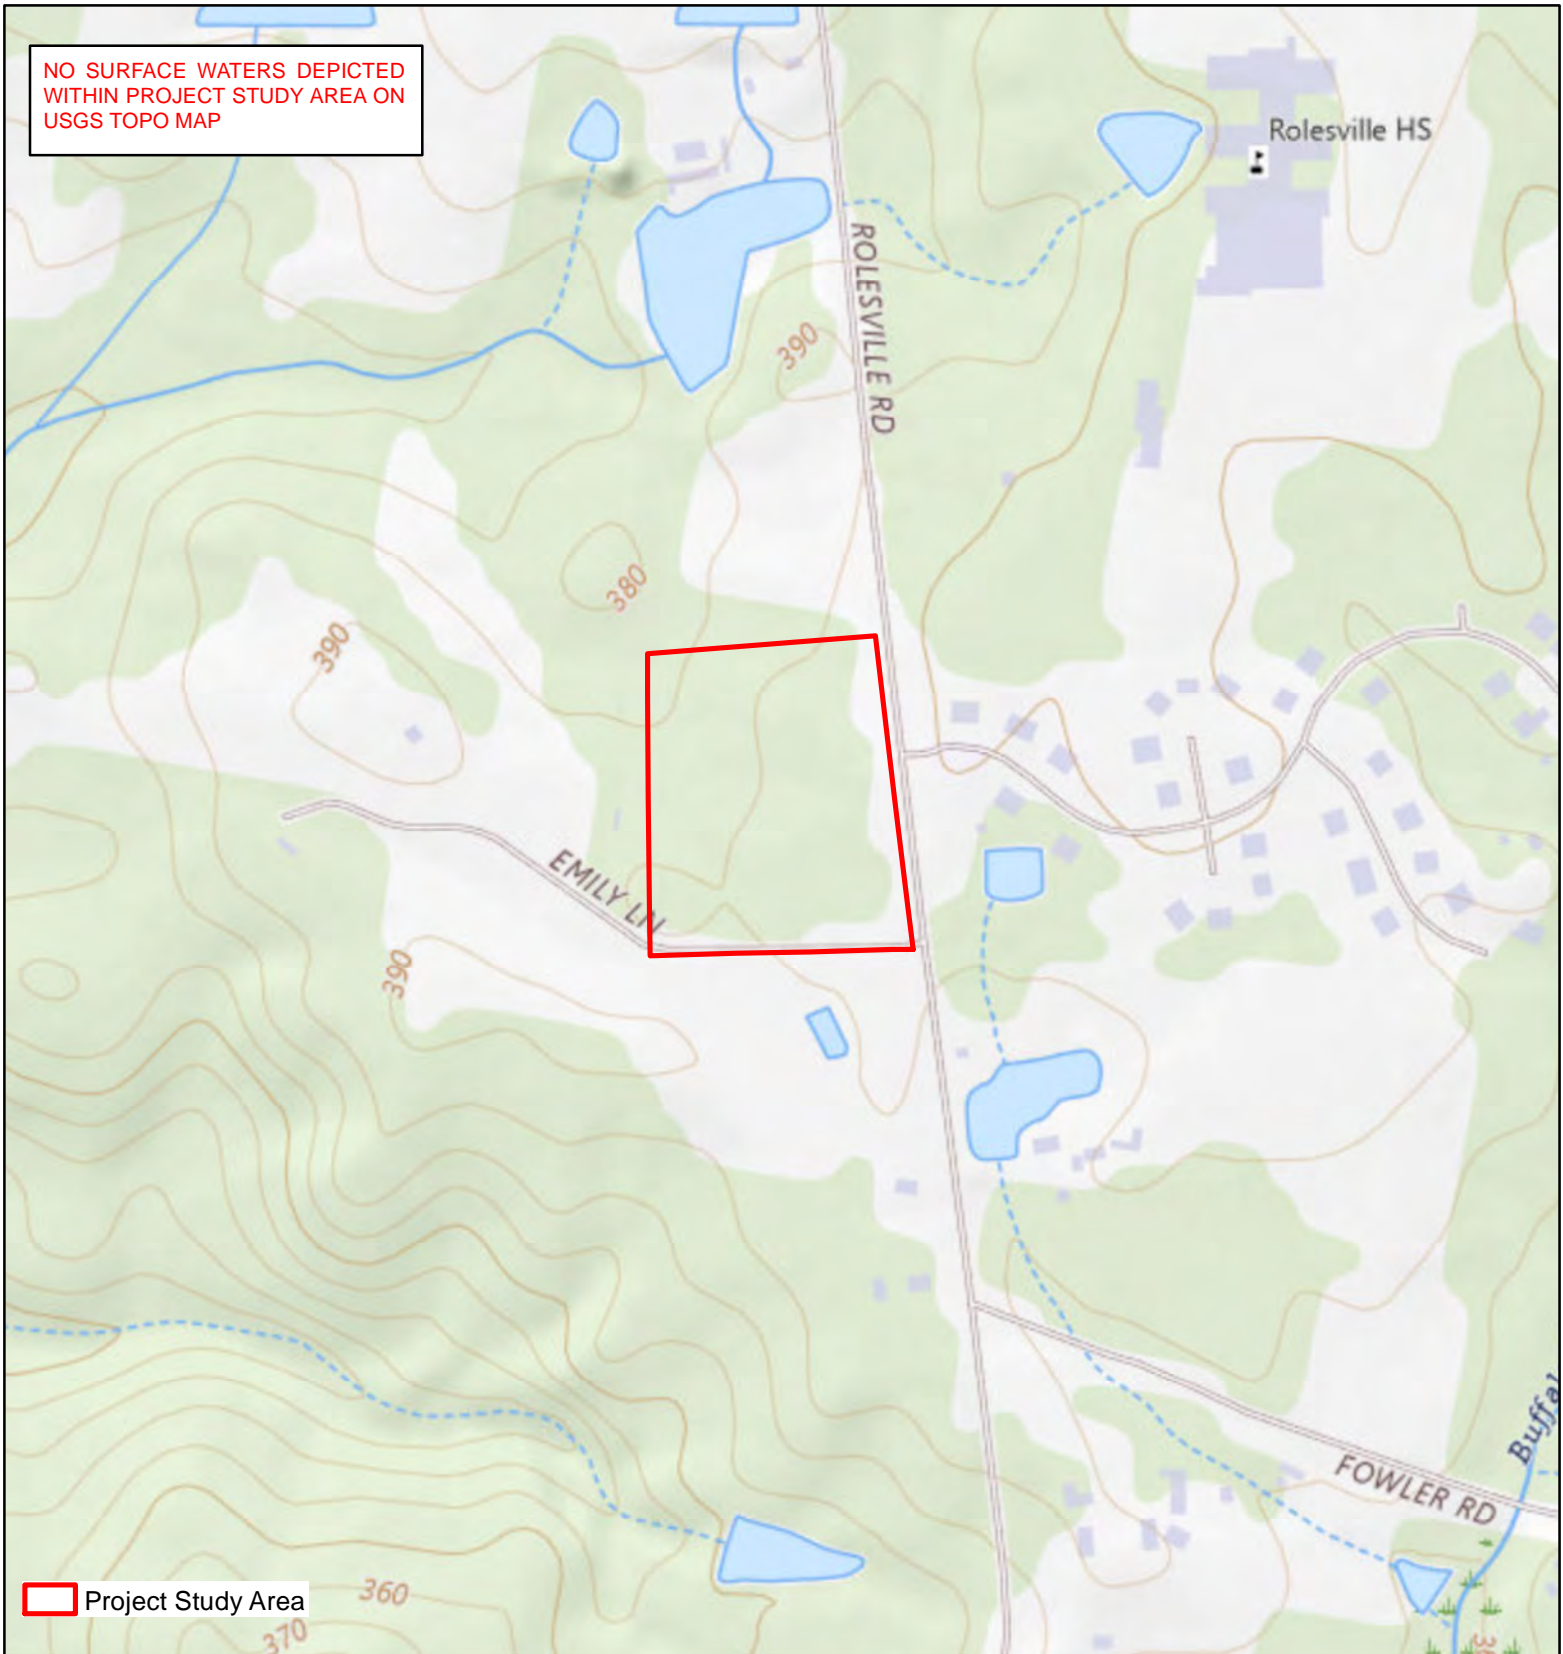 NO SURFACE WATERS DEPICTED
WITHIN PROJECT STUDY AREA ON
USGS TOPO MAP
Rolesville HS
ROLESVILLE RD
390
380
390
EMILY LN
390
Buffal
FOWLER RD
Project Study Area
360
370